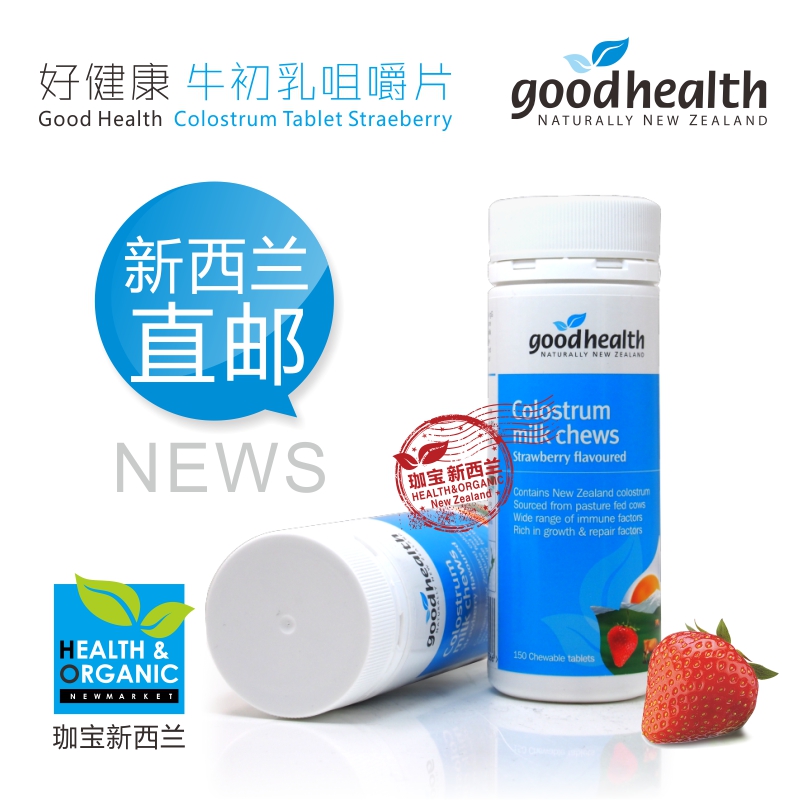 好健康 牛初乳咀嚼片
Good Health Colostrum Tablet Straeberry
goodhealth
NATURALLY NEW ZEALAND
新西兰
直邮
NEWS
goodhealth
NATURALLY NEW ZEALAND
Colostrum
milk chews
Strawberry flavoured
Contains New Zealand colostrum
Sourced from pasture fed cows
Wide range of immune factors
Rich in growth & repair factors
150 Chewable tablets
珈宝新西兰
HEALTH&ORGANIC
New Zealand
goodhealth
Colostrum
milk chews
HEALTH &
ORGANIC
NEWMARKET
珈宝新西兰